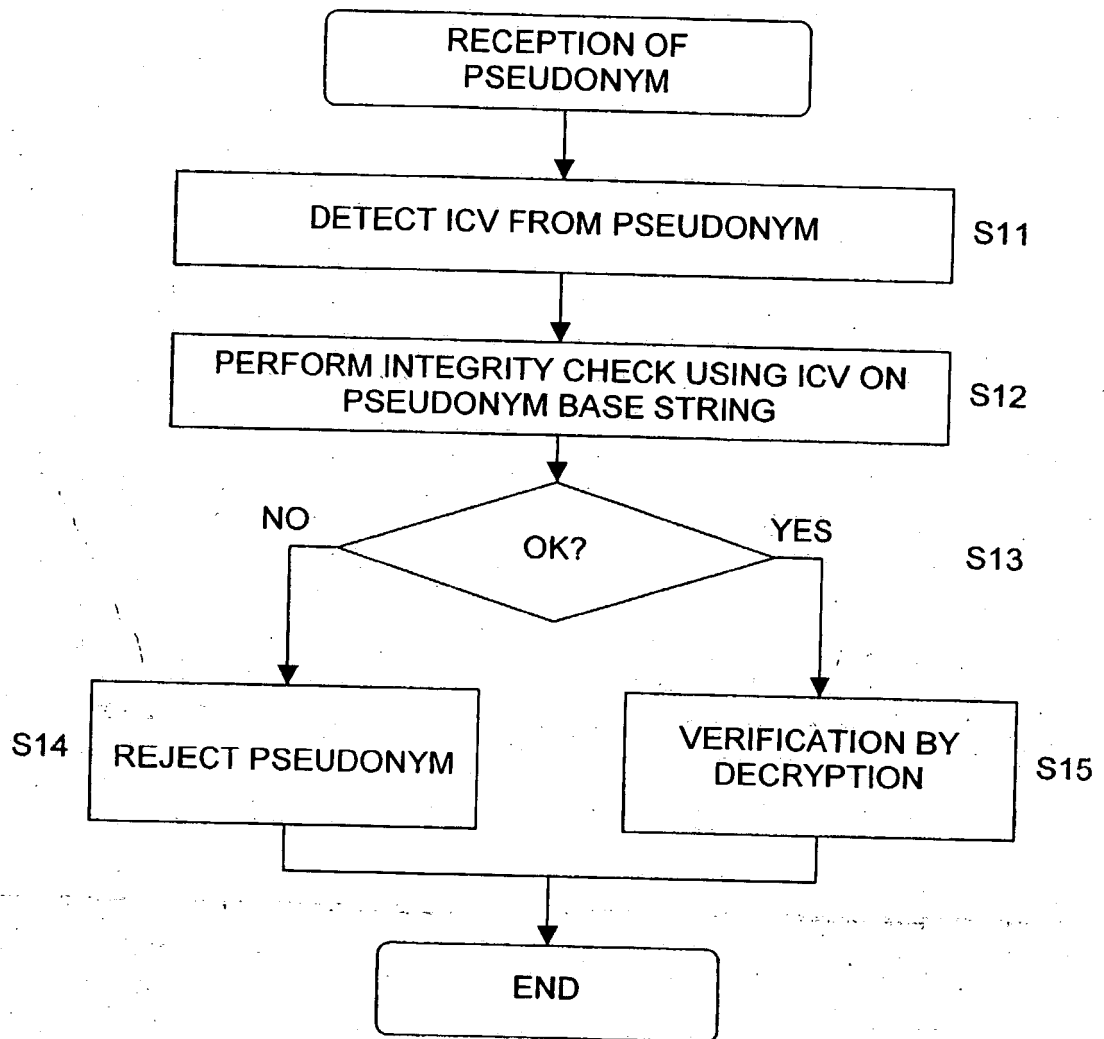 RECEPTION OF
PSEUDONYM
DETECT ICV FROM PSEUDONYM
S11
PERFORM INTEGRITY CHECK USING ICV ON
PSEUDONYM BASE STRING
S12
NO
YES
OK?
S13
S14
REJECT PSEUDONYM
VERIFICATION BY
DECRYPTION
S15
END